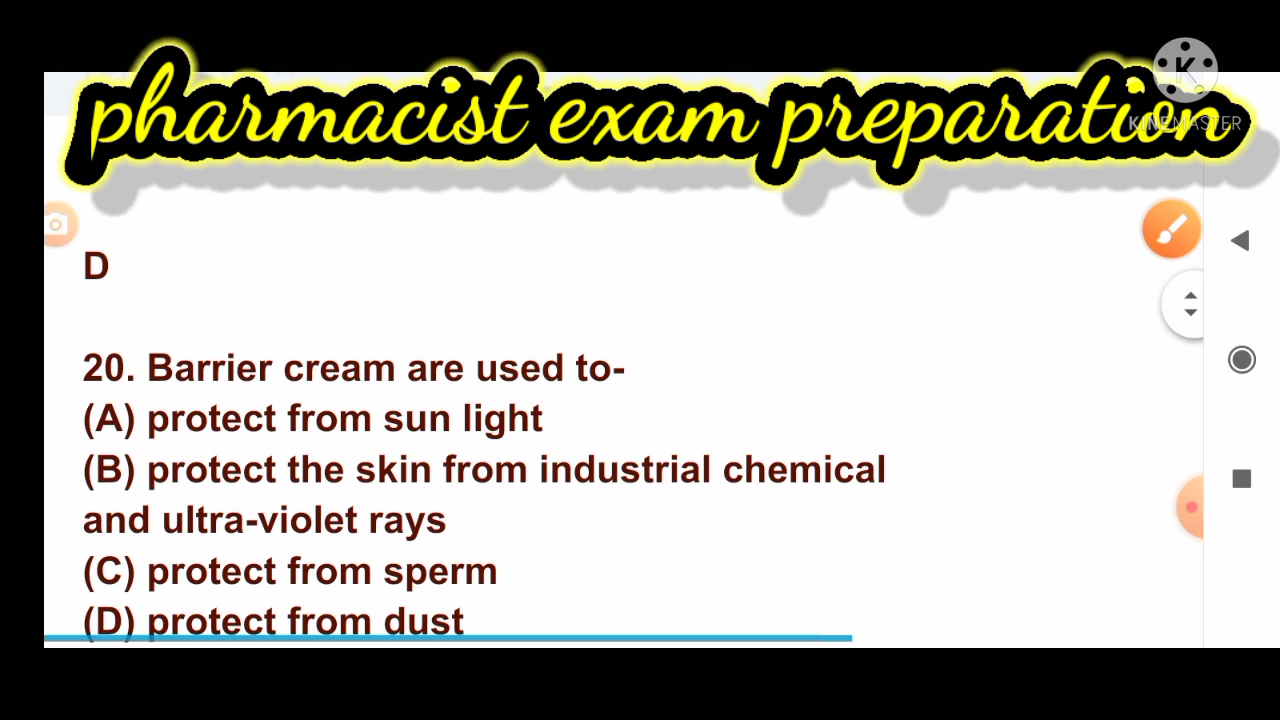 pharmacist exam preparation
KINEMASTER
D
20. Barrier cream are used to-
(A) protect from sun light
(B) protect the skin from industrial chemical
and ultra-violet rays
(C) protect from sperm
(D) protect from dust